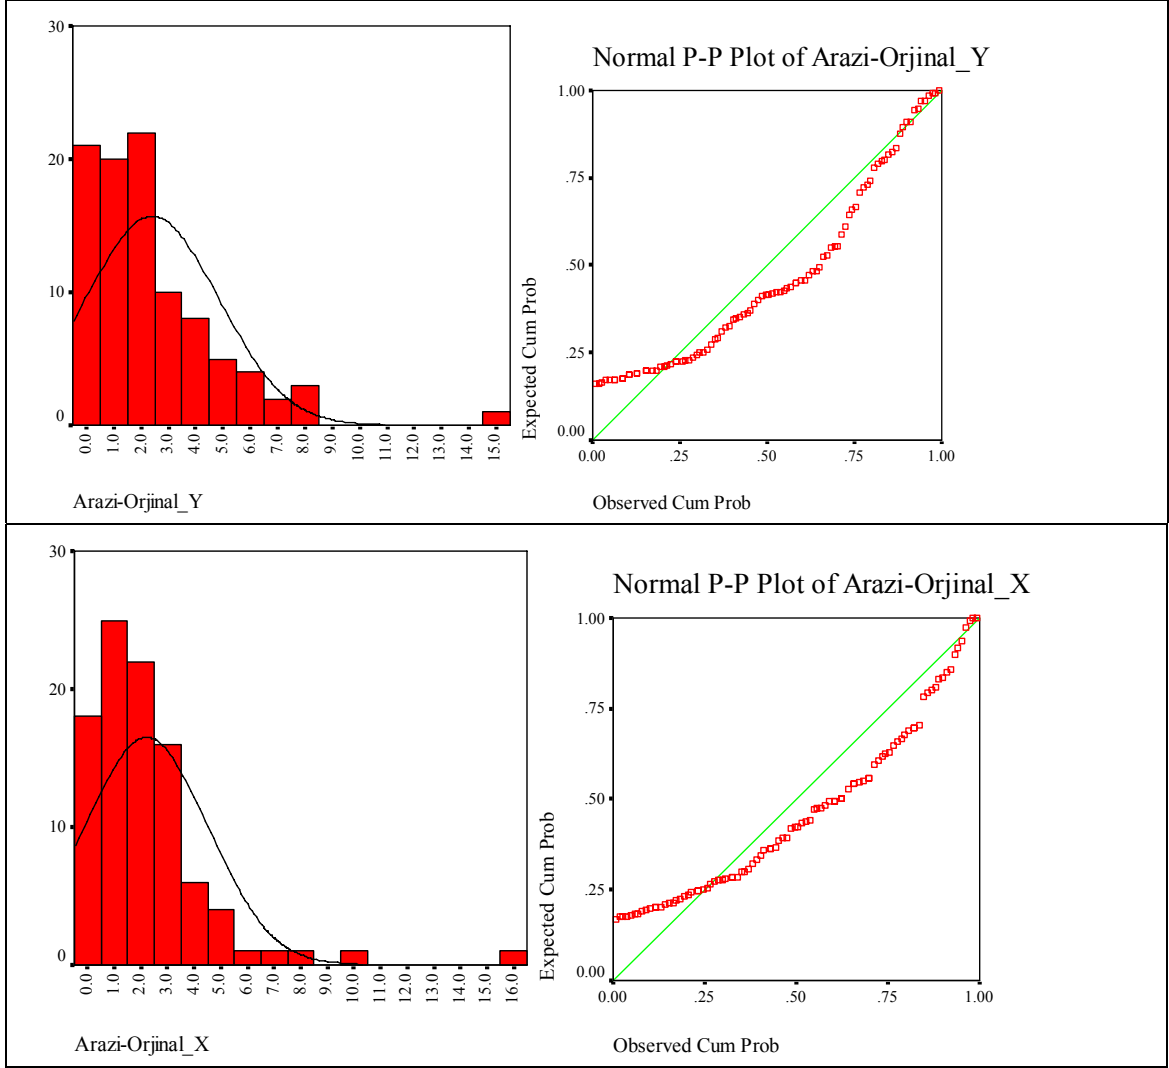 30
20
10
0
0.0 1.0 2.0 3.0 4.0 5.0 6.0 7.0 8.0 9.0 10.0 11.0 12.0 13.0 14.0 15.0
Arazi-Orjinal_Y
Normal P-P Plot of Arazi-Orjinal_Y
Expected Cum Prob
1.00
.75
.50
.25
0.00
0.00 .25 .50 .75 1.00
Observed Cum Prob
30
20
10
0
0.0 1.0 2.0 3.0 4.0 5.0 6.0 7.0 8.0 9.0 10.0 11.0 12.0 13.0 14.0 15.0 16.0
Arazi-Orjinal_X
Normal P-P Plot of Arazi-Orjinal_X
Expected Cum Prob
1.00
.75
.50
.25
0.00
0.00 .25 .50 .75 1.00
Observed Cum Prob